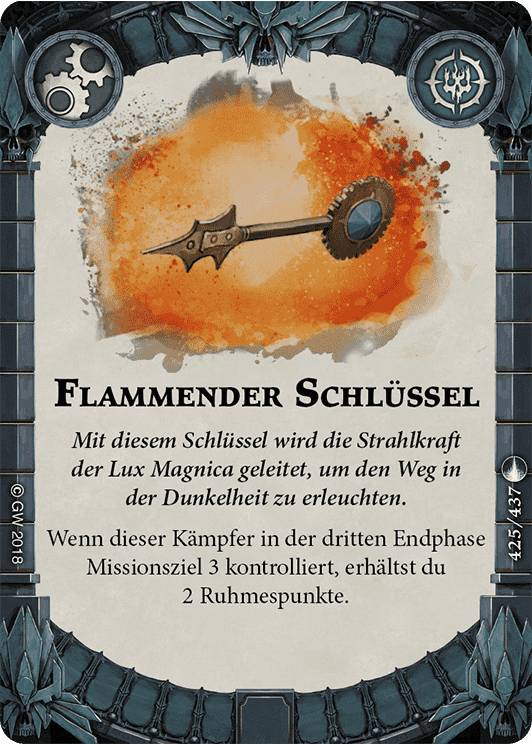 FLAMMENDER SCHLÜSSEL
Mit diesem Schlüssel wird die Strahlkraft
der Lux Magnica geleitet, um den Weg in
der Dunkelheit zu erleuchten.
Wenn dieser Kämpfer in der dritten Endphase
Missionsziel 3 kontrolliert, erhältst du
2 Ruhmespunkte.
© GW 2018
425/437